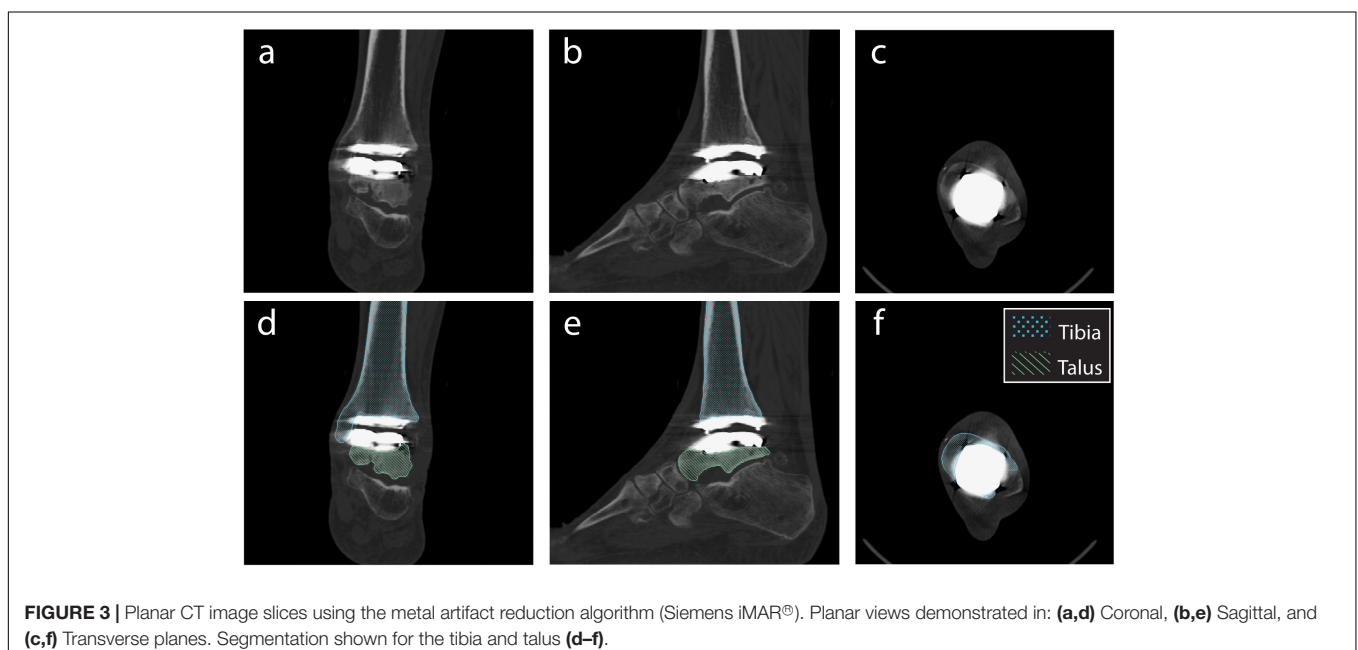 a
b
c
d
e
f
Tibia
Talus
FIGURE 3 | Planar CT image slices using the metal artifact reduction algorithm (Siemens iMAR®). Planar views demonstrated in: (a,d) Coronal, (b,e) Sagittal, and
(c,f) Transverse planes. Segmentation shown for the tibia and talus (d–f).